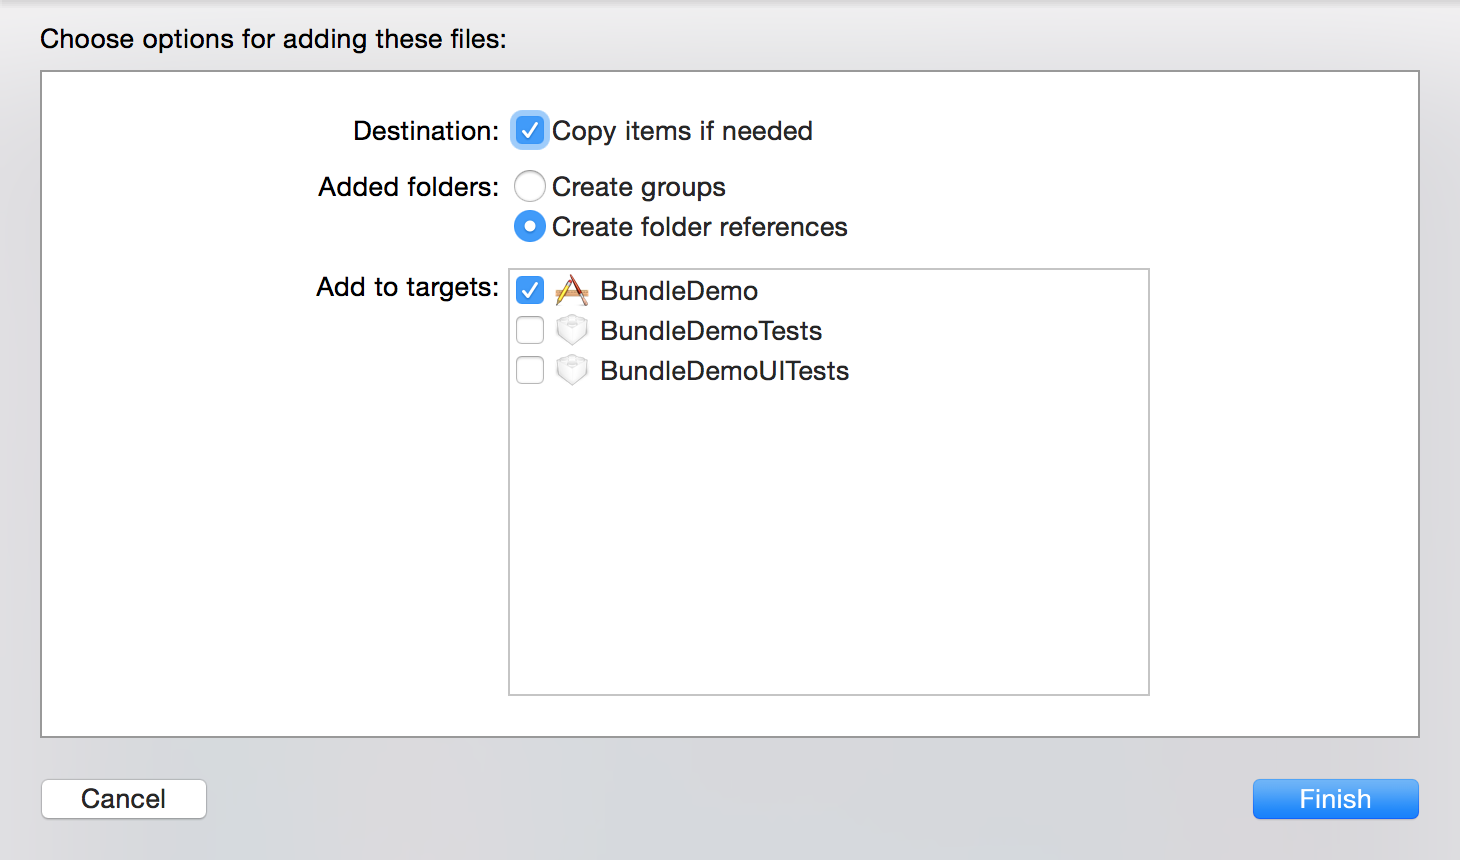 Choose options for adding these files:
Destination: Copy items if needed
Added folders: Create groups
Create folder references
Add to targets: BundleDemo
BundleDemoTests
BundleDemoUITests
Cancel Finish